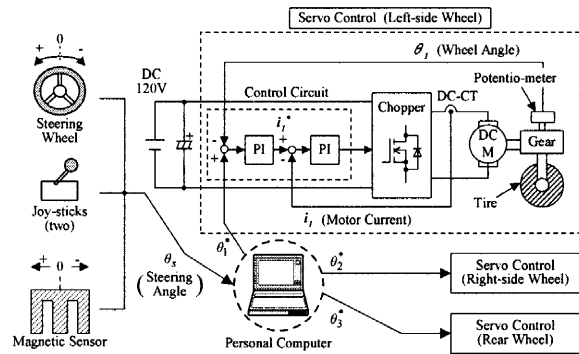 Servo Control (Left-side Wheel)
+ 0 -
θ₁ (Wheel Angle)
Potentio-meter
DC
120V
Control Circuit
Chopper
DC-CT
i₁*
Steering
Wheel
+
-
+
PI
+
-
PI
DC
M
Gear
Tire
Joy-sticks
(two)
i₁ (Motor Current)
+ 0 -
θₛ
(Steering
Angle)
θ₁*
θ₂*
θ₃*
Servo Control
(Right-side Wheel)
Servo Control
(Rear Wheel)
Magnetic Sensor
Personal Computer